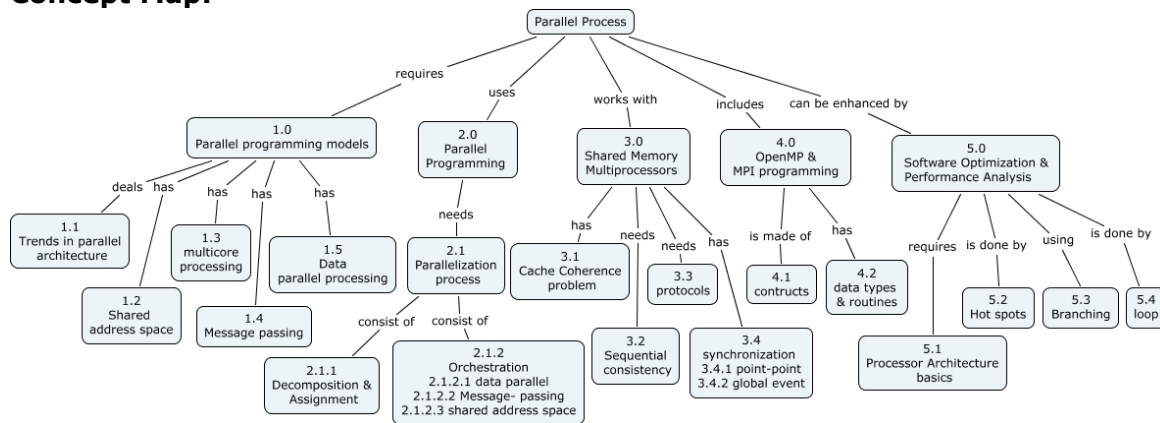 Concept Map:
Parallel Process
requires
uses
works with
includes
can be enhanced by
1.0
Parallel programming models
2.0
Parallel
Programming
3.0
Shared Memory
Multiprocessors
4.0
OpenMP &
MPI programming
5.0
Software Optimization &
Performance Analysis
deals
has
has
has
has
needs
has
needs
needs
has
is made of
has
requires
is done by
using
is done by
1.1
Trends in parallel
architecture
1.2
Shared
address space
1.3
multicore
processing
1.4
Message passing
1.5
Data
parallel processing
2.1
Parallelization
process
consist of
consist of
2.1.1
Decomposition &
Assignment
2.1.2
Orchestration
2.1.2.1 data parallel
2.1.2.2 Message- passing
2.1.2.3 shared address space
3.1
Cache Coherence
problem
3.2
Sequential
consistency
3.3
protocols
3.4
synchronization
3.4.1 point-point
3.4.2 global event
4.1
contructs
4.2
data types
& routines
5.1
Processor Architecture
basics
5.2
Hot spots
5.3
Branching
5.4
loop